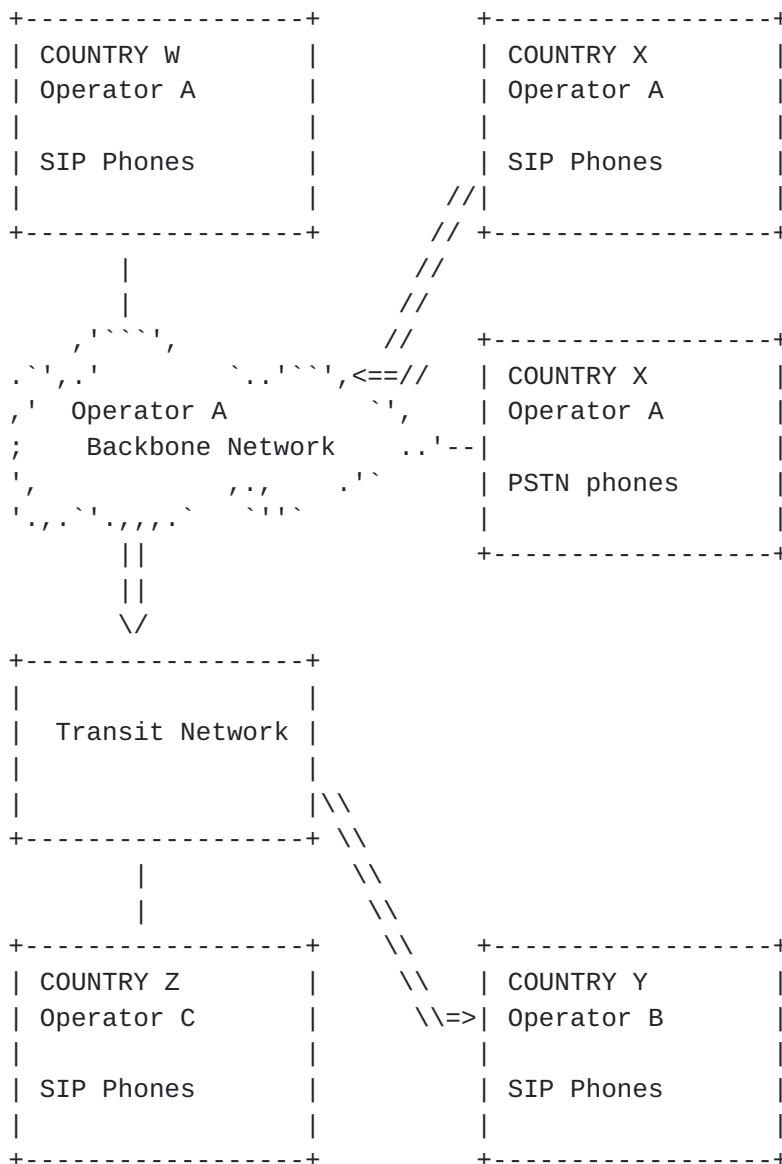 COUNTRY W
Operator A
SIP Phones
COUNTRY X
Operator A
SIP Phones
Operator A
Backbone Network
COUNTRY X
Operator A
PSTN phones
Transit Network
COUNTRY Z
Operator C
SIP Phones
COUNTRY Y
Operator B
SIP Phones